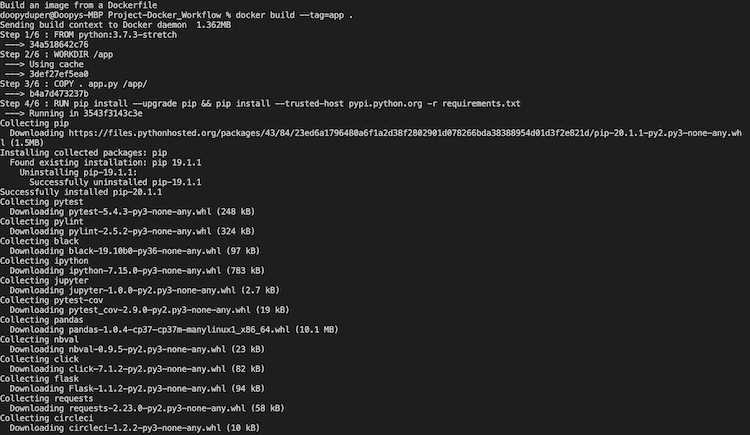 Build an image from a Dockerfile
doopyduper@Doopys-MBP Project-Docker_Workflow % docker build --tag=app .
Sending build context to Docker daemon  1.362MB
Step 1/6 : FROM python:3.7.3-stretch
 ---> 34a518642c76
Step 2/6 : WORKDIR /app
 ---> Using cache
 ---> 3def27ef5ea0
Step 3/6 : COPY . app.py /app/
 ---> b4a7d473237b
Step 4/6 : RUN pip install --upgrade pip && pip install --trusted-host pypi.python.org -r requirements.txt
 ---> Running in 3543f3143c3e
Collecting pip
  Downloading https://files.pythonhosted.org/packages/43/84/23ed6a1796480a6f1a2d38f2802901d078266bda38388954d01d3f2e821d/pip-20.1.1-py2.py3-none-any.wh
l (1.5MB)
Installing collected packages: pip
  Found existing installation: pip 19.1.1
    Uninstalling pip-19.1.1:
      Successfully uninstalled pip-19.1.1
Successfully installed pip-20.1.1
Collecting pytest
  Downloading pytest-5.4.3-py3-none-any.whl (248 kB)
Collecting pylint
  Downloading pylint-2.5.2-py3-none-any.whl (324 kB)
Collecting black
  Downloading black-19.10b0-py36-none-any.whl (97 kB)
Collecting ipython
  Downloading ipython-7.15.0-py3-none-any.whl (783 kB)
Collecting jupyter
  Downloading jupyter-1.0.0-py2.py3-none-any.whl (2.7 kB)
Collecting pytest-cov
  Downloading pytest_cov-2.9.0-py2.py3-none-any.whl (19 kB)
Collecting pandas
  Downloading pandas-1.0.4-cp37-cp37m-manylinux1_x86_64.whl (10.1 MB)
Collecting nbval
  Downloading nbval-0.9.5-py2.py3-none-any.whl (23 kB)
Collecting click
  Downloading click-7.1.2-py2.py3-none-any.whl (82 kB)
Collecting flask
  Downloading Flask-1.1.2-py2.py3-none-any.whl (94 kB)
Collecting requests
  Downloading requests-2.23.0-py2.py3-none-any.whl (58 kB)
Collecting circleci
  Downloading circleci-1.2.2-py3-none-any.whl (10 kB)